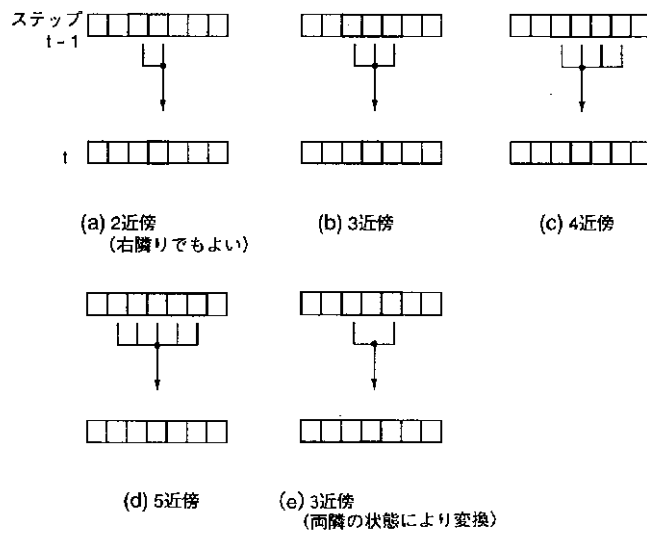 ステップ
t-1
t
(a) 2近傍
(右隣りでもよい)
(b) 3近傍
(c) 4近傍
(d) 5近傍
(e) 3近傍
(両隣の状態により変換)